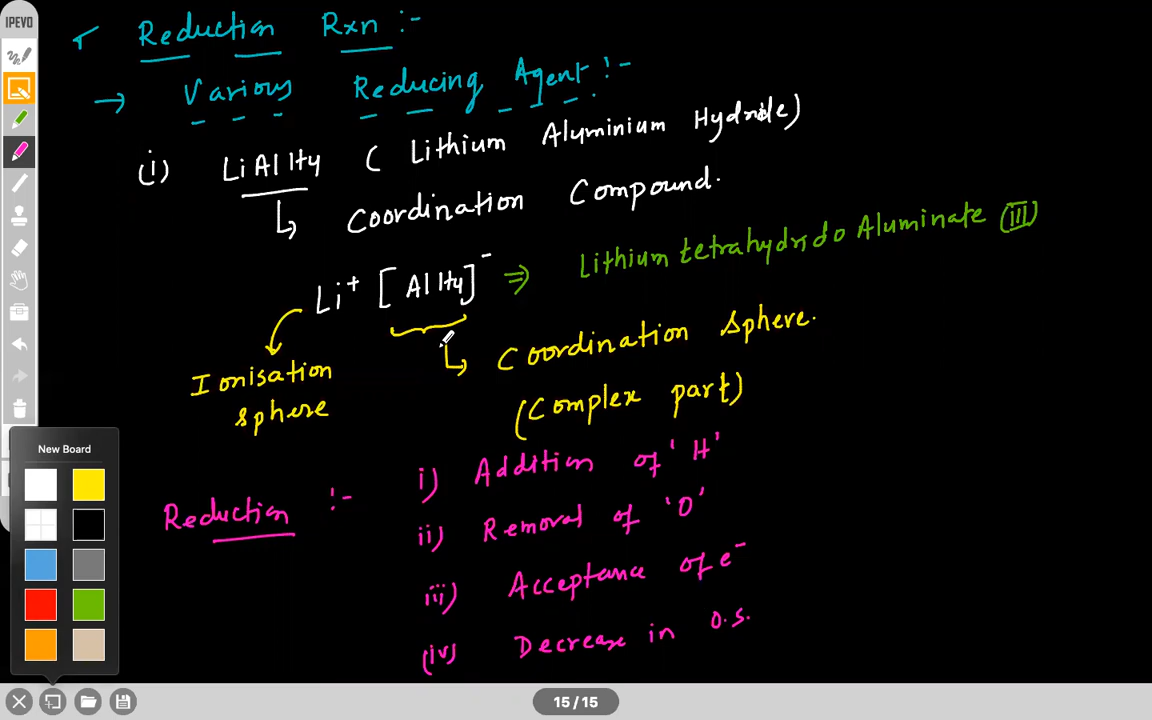 IPEVO
Reduction Rxn :-
→ Various Reducing Agent :-
(i) LiAlH4 ( Lithium Aluminium Hydride)
↳ Coordination Compound.
Li+ [AlH4]- ⇒ Lithium tetrahydrido Aluminate (III)
↳ Coordination sphere.
Ionisation
sphere
(Complex part)
New Board
Reduction :- i) Addition of 'H'
ii) Removal of 'O'
iii) Acceptance of e-
(iv) Decrease in O.S.
15 / 15